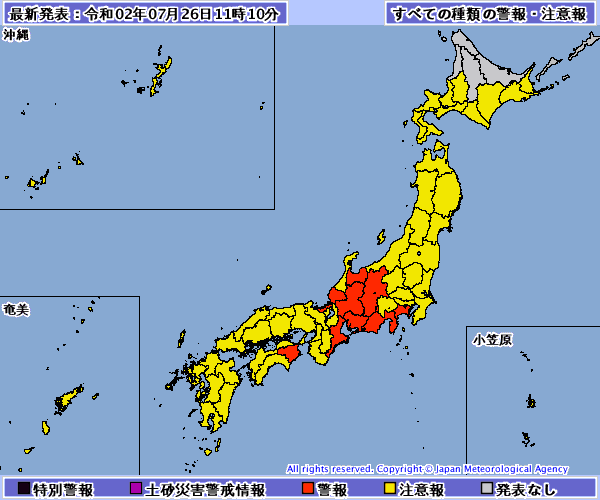 最新発表：令和02年07月26日11時10分
すべての種類の警報・注意報
沖縄
奄美
小笠原
All rights reserved. Copyright © Japan Meteorological Agency
特別警報 土砂災害警戒情報 警報 注意報 発表なし